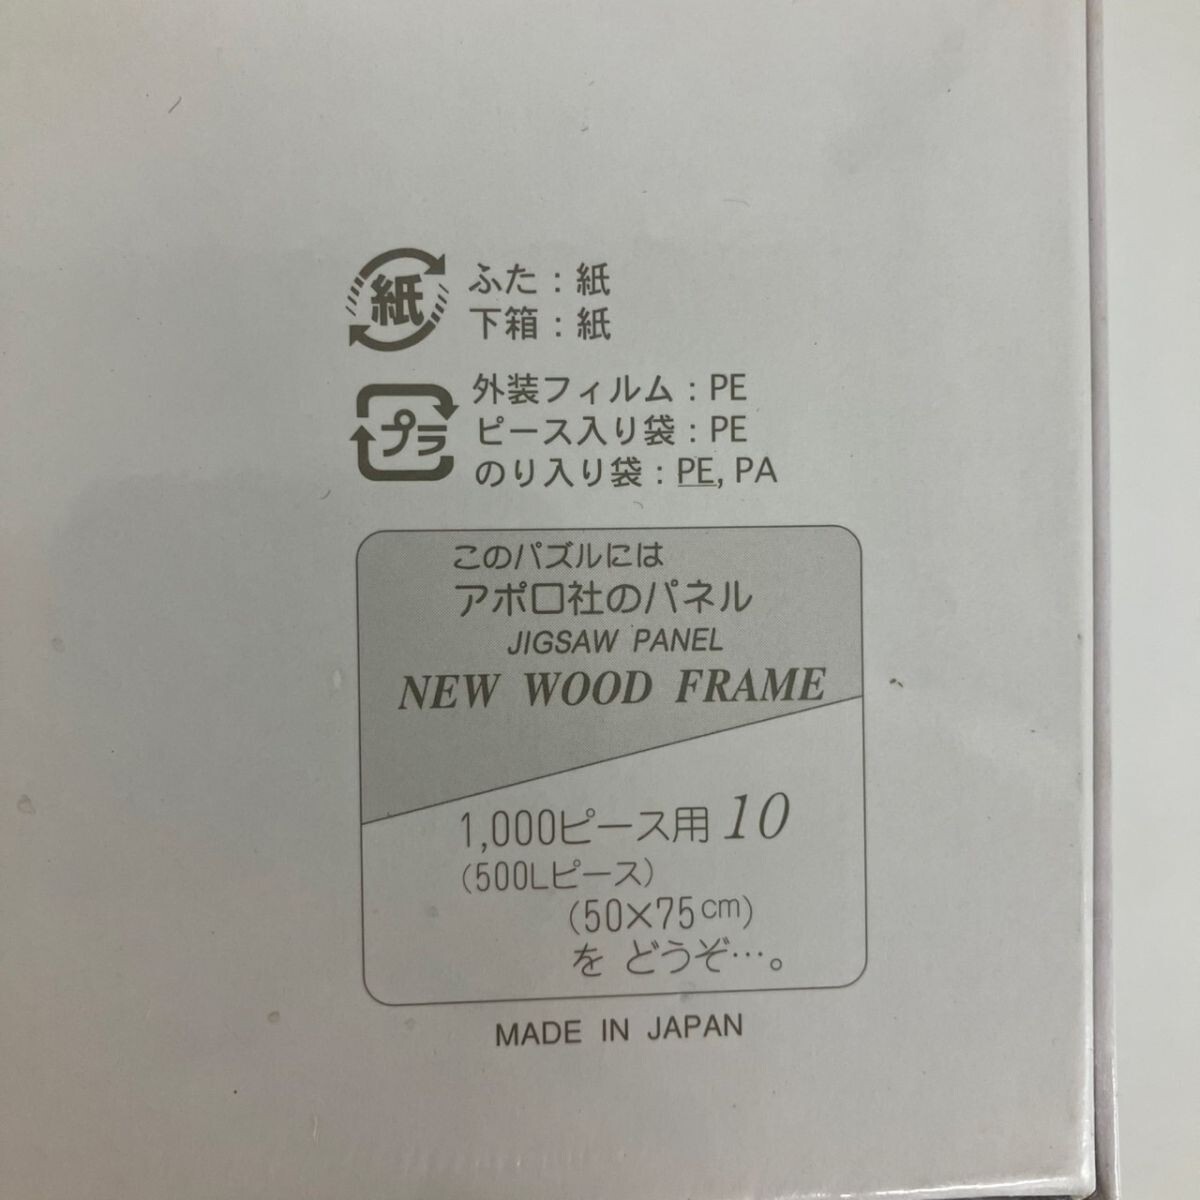 紙
ふた：紙
下箱：紙
プラ
外装フィルム：PE
ピース入り袋：PE
のり入り袋：PE, PA
このパズルには
アポロ社のパネル
JIGSAW PANEL
NEW WOOD FRAME
1,000ピース用 10
(500Lピース)
(50×75cm)
を どうぞ…。
MADE IN JAPAN